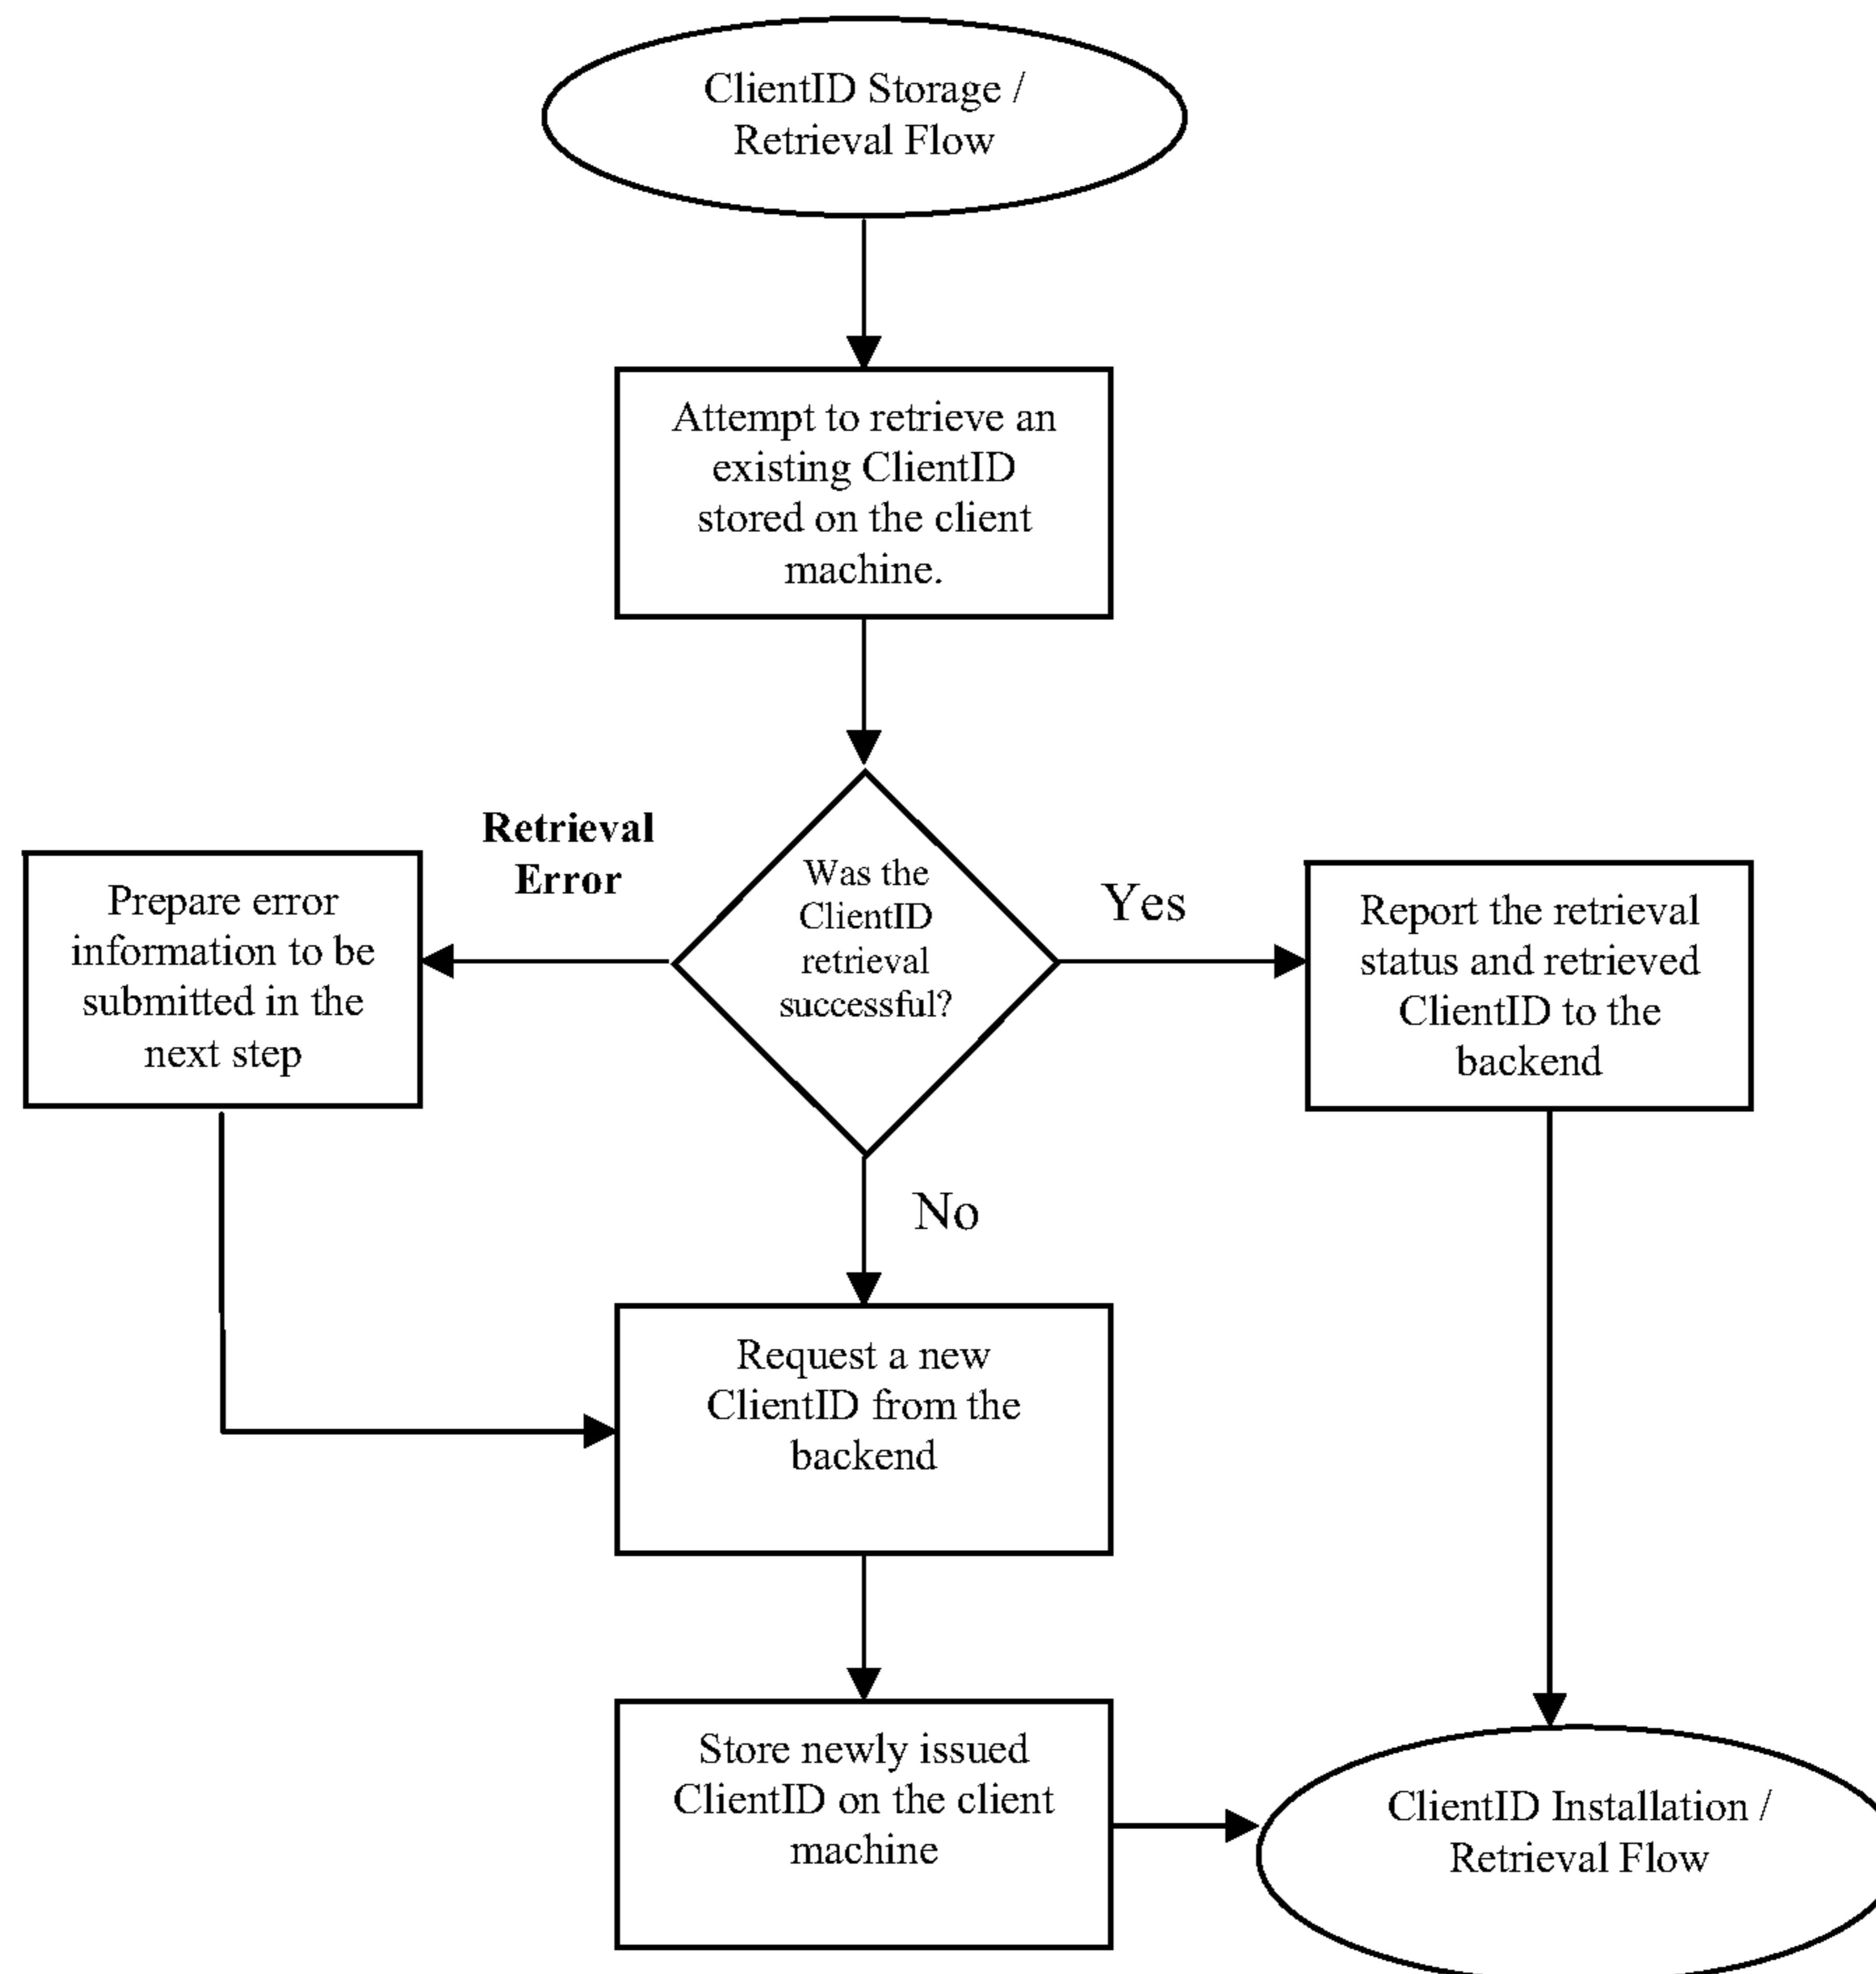 ClientID Storage /
Retrieval Flow
Attempt to retrieve an
existing ClientID
stored on the client
machine.
Retrieval
Error
Was the
ClientID
retrieval
successful?
Yes
Prepare error
information to be
submitted in the
next step
Report the retrieval
status and retrieved
ClientID to the
backend
No
Request a new
ClientID from the
backend
Store newly issued
ClientID on the client
machine
ClientID Installation /
Retrieval Flow